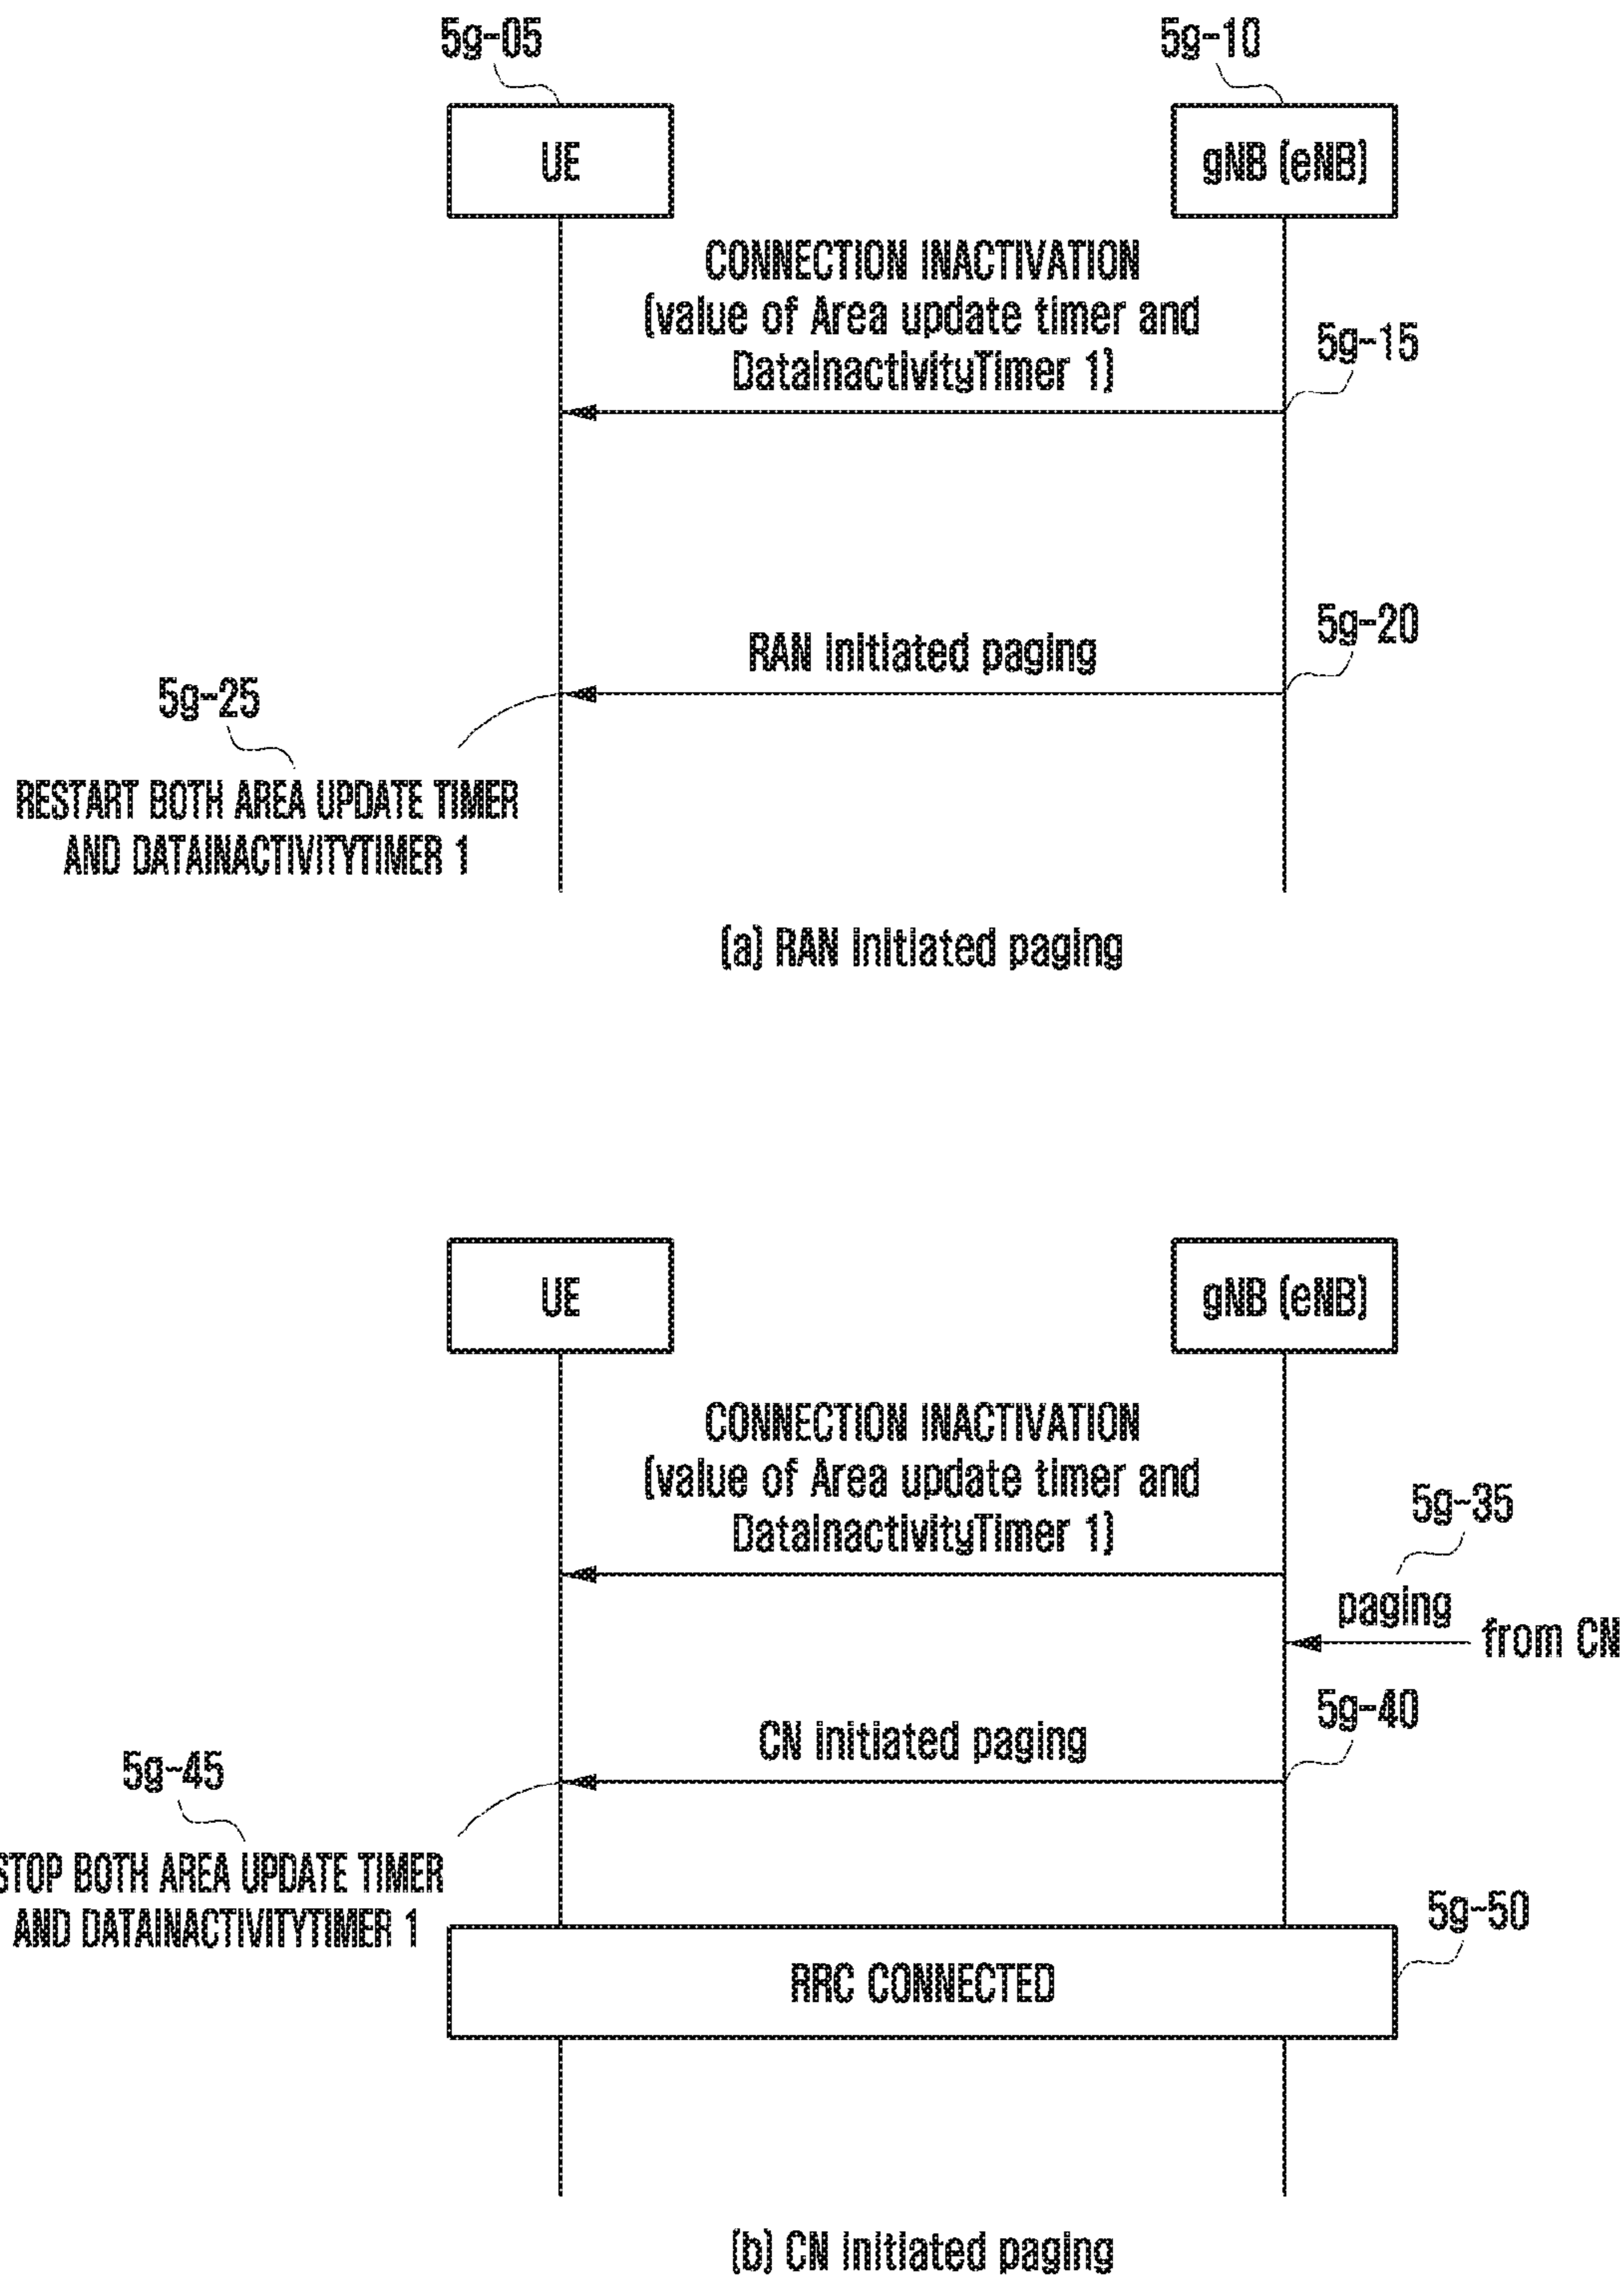 5g-05
5g-10
UE
gNB (eNB)
CONNECTION INACTIVATION
(value of Area update timer and
DataInactivityTimer 1)
5g-15
RAN initiated paging
5g-20
5g-25
RESTART BOTH AREA UPDATE TIMER
AND DATAINACTIVITYTIMER 1
(a) RAN initiated paging
UE
gNB (eNB)
CONNECTION INACTIVATION
(value of Area update timer and
DataInactivityTimer 1)
5g-35
paging
from CN
CN initiated paging
5g-40
5g-45
STOP BOTH AREA UPDATE TIMER
AND DATAINACTIVITYTIMER 1
5g-50
RRC CONNECTED
(b) CN initiated paging